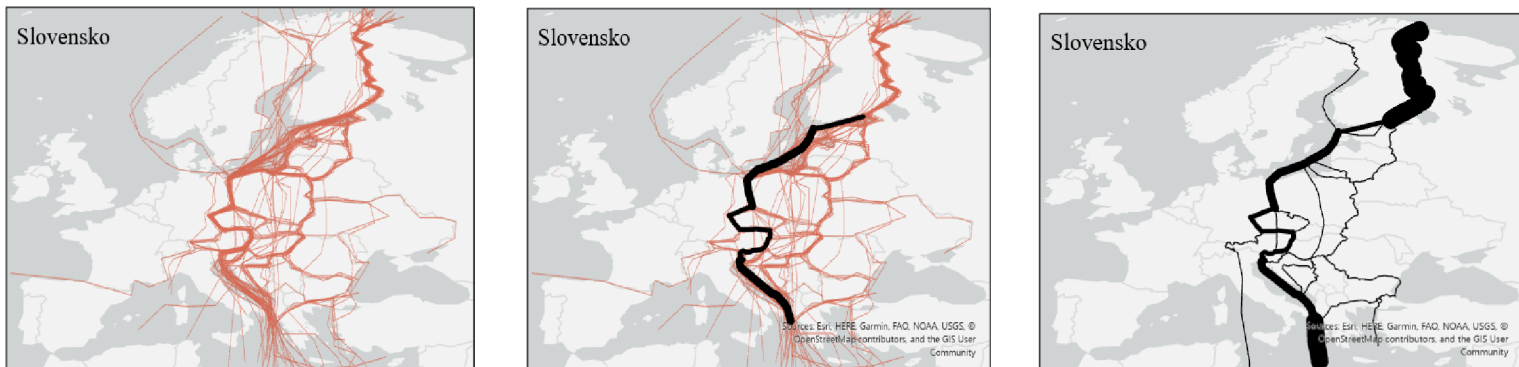 Slovensko
Slovensko
Sources: Esri, HERE, Garmin, FAO, NOAA, USGS, ©
OpenStreetMap contributors, and the GIS User
Community
Slovensko
Sources: Esri, HERE, Garmin, FAO, NOAA, USGS, ©
OpenStreetMap contributors, and the GIS User
Community